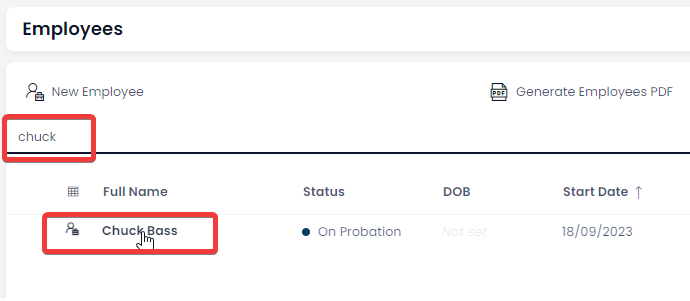 Employees
New Employee
PDF Generate Employees PDF
chuck
Full Name Status DOB Start Date ↑
Chuck Bass On Probation Not set 18/09/2023